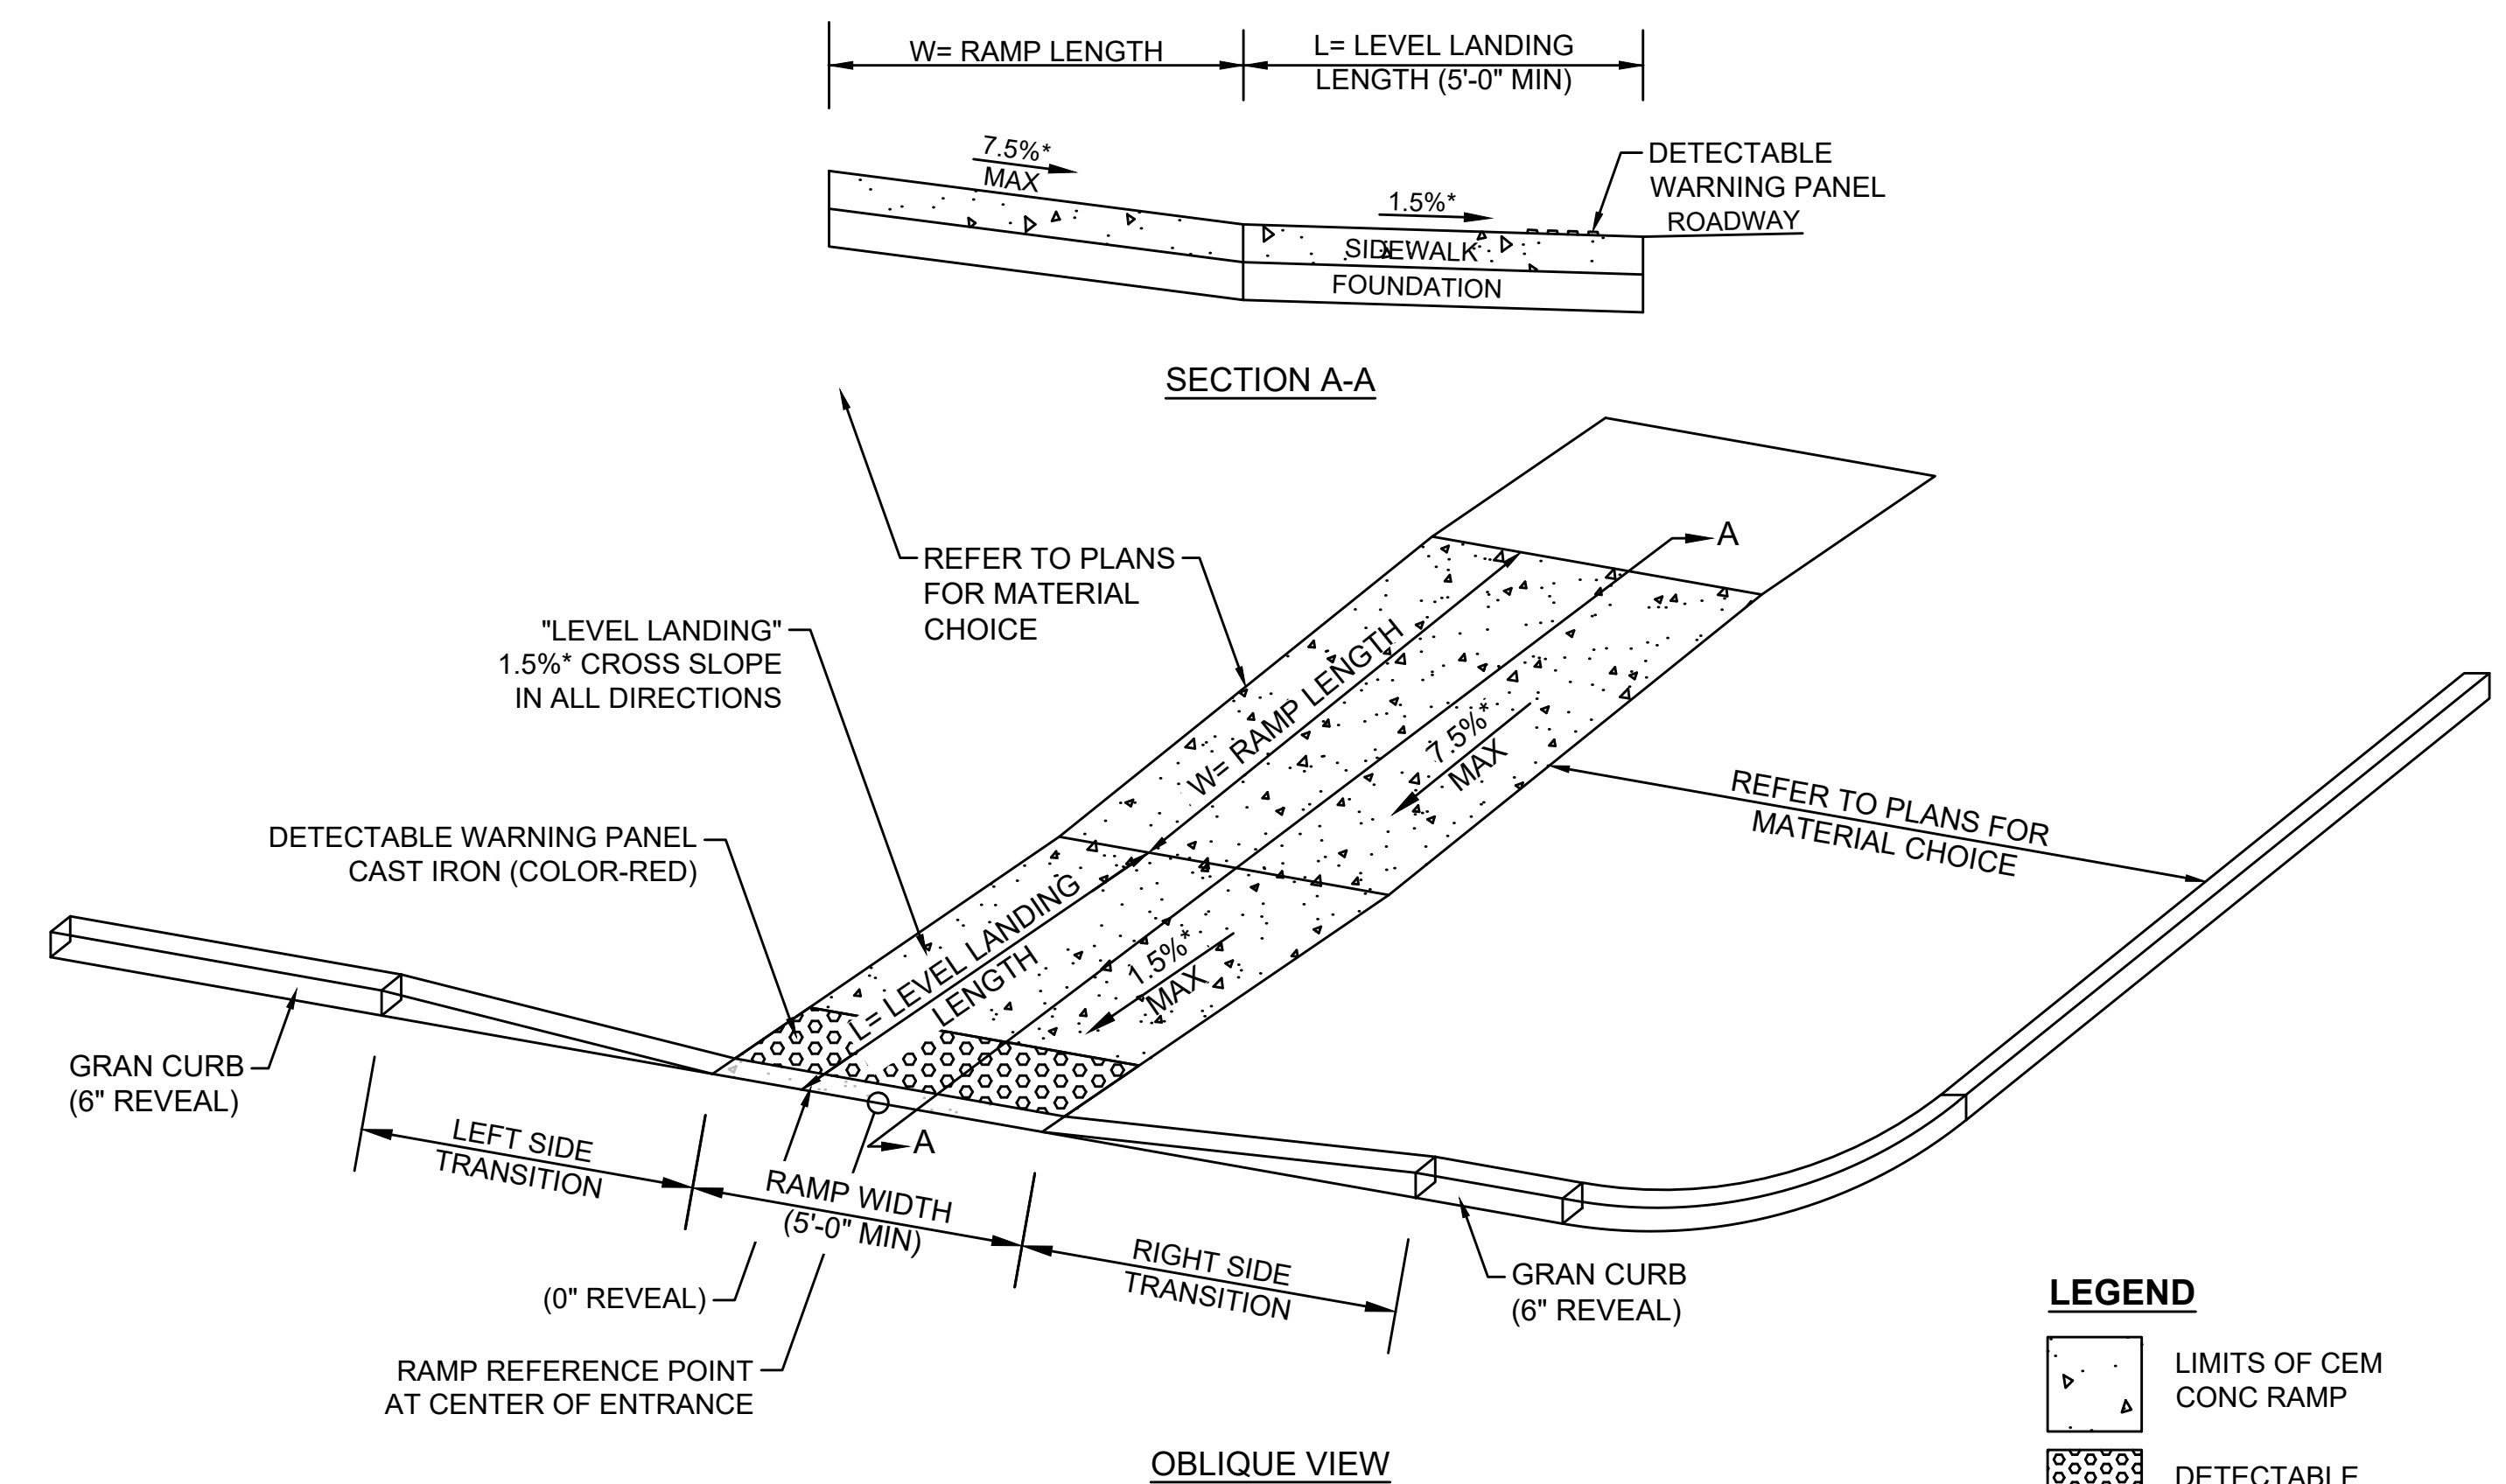 W= RAMP LENGTH
L= LEVEL LANDING
LENGTH (5'-0" MIN)
7.5%*
MAX
1.5%*
DETECTABLE
WARNING PANEL
ROADWAY
SIDEWALK
FOUNDATION
SECTION A-A
REFER TO PLANS
FOR MATERIAL
CHOICE
A
"LEVEL LANDING"
1.5%* CROSS SLOPE
IN ALL DIRECTIONS
W= RAMP LENGTH
7.5%*
MAX
REFER TO PLANS FOR
MATERIAL CHOICE
DETECTABLE WARNING PANEL
CAST IRON (COLOR-RED)
L= LEVEL LANDING
LENGTH
1.5%*
MAX
GRAN CURB
(6" REVEAL)
LEFT SIDE
TRANSITION
A
RAMP WIDTH
(5'-0" MIN)
RIGHT SIDE
TRANSITION
GRAN CURB
(6" REVEAL)
(0" REVEAL)
RAMP REFERENCE POINT
AT CENTER OF ENTRANCE
OBLIQUE VIEW
LEGEND
LIMITS OF CEM
CONC RAMP
DETECTABLE